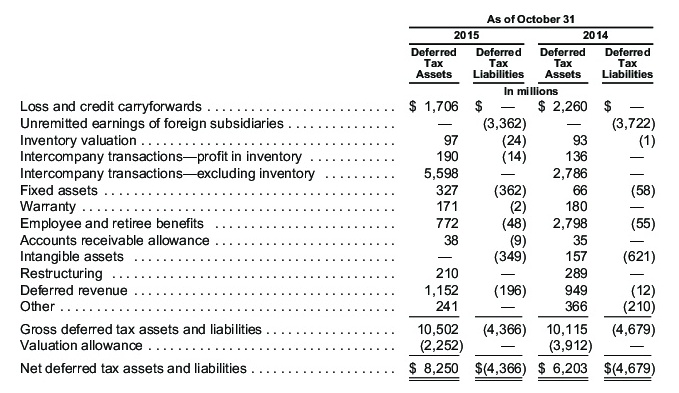 As of October 31
2015 2014
Deferred Tax Assets Deferred Tax Liabilities Deferred Tax Assets Deferred Tax Liabilities
In millions
Loss and credit carryforwards . . . . . . . . . . . . . . . . . . . . . . . . . . $ 1,706 $ — $ 2,260 $ —
Unremitted earnings of foreign subsidiaries . . . . . . . . . . . . . . . — (3,362) — (3,722)
Inventory valuation . . . . . . . . . . . . . . . . . . . . . . . . . . . . . . . . . . . 97 (24) 93 (1)
Intercompany transactions—profit in inventory . . . . . . . . . . . . 190 (14) 136 —
Intercompany transactions—excluding inventory . . . . . . . . . . 5,598 — 2,786 —
Fixed assets . . . . . . . . . . . . . . . . . . . . . . . . . . . . . . . . . . . . . . . . 327 (362) 66 (58)
Warranty . . . . . . . . . . . . . . . . . . . . . . . . . . . . . . . . . . . . . . . . . . . 171 (2) 180 —
Employee and retiree benefits . . . . . . . . . . . . . . . . . . . . . . . . . 772 (48) 2,798 (55)
Accounts receivable allowance . . . . . . . . . . . . . . . . . . . . . . . . . 38 (9) 35 —
Intangible assets . . . . . . . . . . . . . . . . . . . . . . . . . . . . . . . . . . . . — (349) 157 (621)
Restructuring . . . . . . . . . . . . . . . . . . . . . . . . . . . . . . . . . . . . . . . 210 — 289 —
Deferred revenue . . . . . . . . . . . . . . . . . . . . . . . . . . . . . . . . . . . . 1,152 (196) 949 (12)
Other . . . . . . . . . . . . . . . . . . . . . . . . . . . . . . . . . . . . . . . . . . . . . . 241 — 366 (210)
Gross deferred tax assets and liabilities . . . . . . . . . . . . . . . . . . 10,502 (4,366) 10,115 (4,679)
Valuation allowance . . . . . . . . . . . . . . . . . . . . . . . . . . . . . . . . . . (2,252) — (3,912) —
Net deferred tax assets and liabilities . . . . . . . . . . . . . . . . . . . . $ 8,250 $(4,366) $ 6,203 $(4,679)